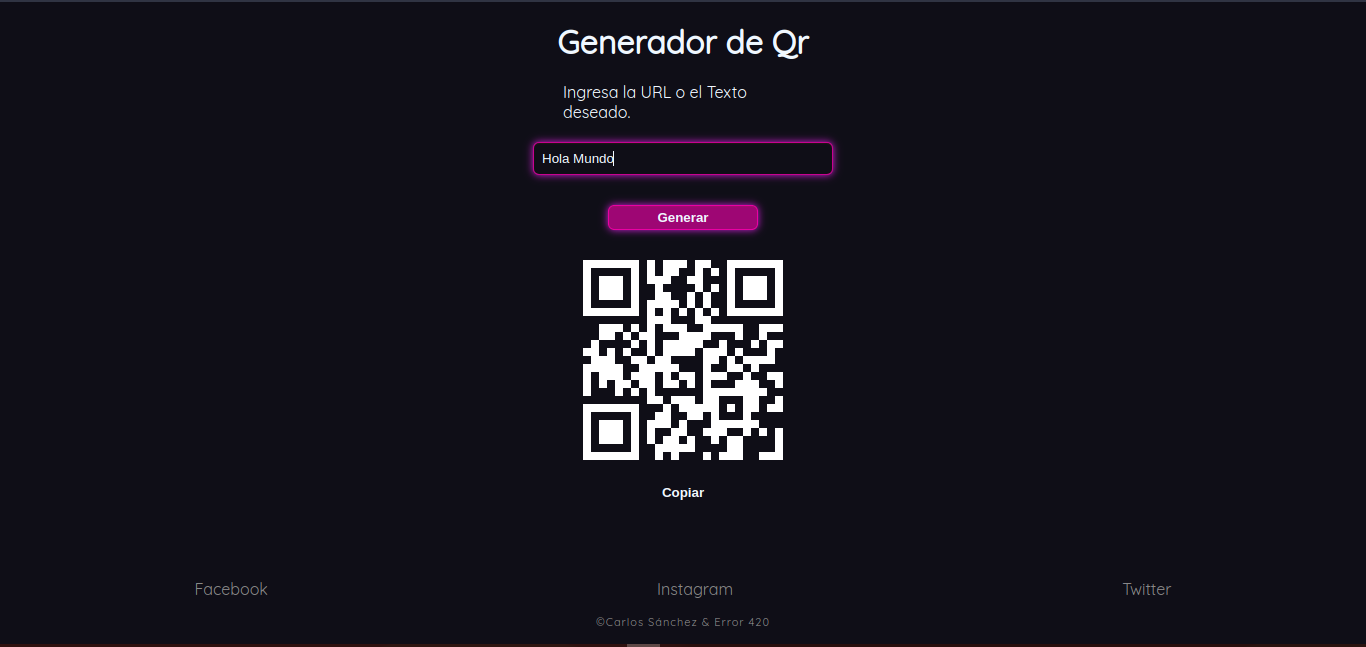 Generador de Qr
Ingresa la URL o el Texto
deseado.
Hola Mundo
Generar
Copiar
Facebook Instagram Twitter
©Carlos Sánchez & Error 420